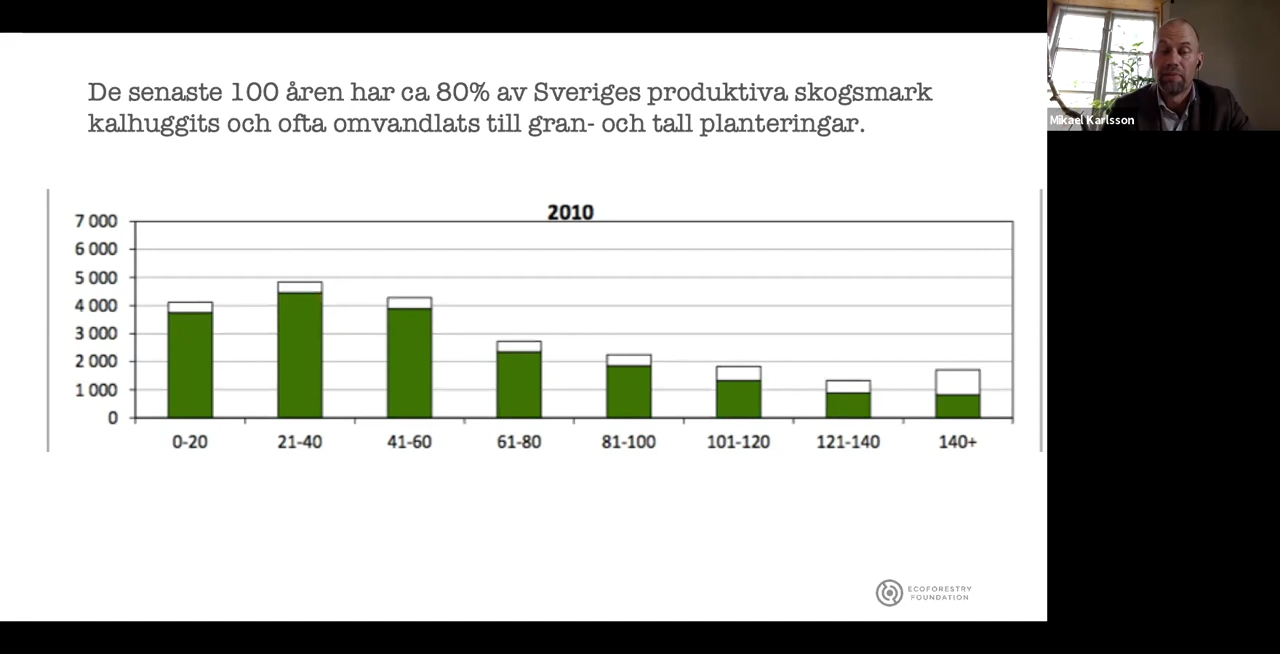 De senaste 100 åren har ca 80% av Sveriges produktiva skogsmark
kalhuggits och ofta omvandlats till gran- och tall planteringar.
Mikael Karlsson
2010
7 000
6 000
5 000
4 000
3 000
2 000
1 000
0
0-20 21-40 41-60 61-80 81-100 101-120 121-140 140+
ECOFORESTRY
FOUNDATION